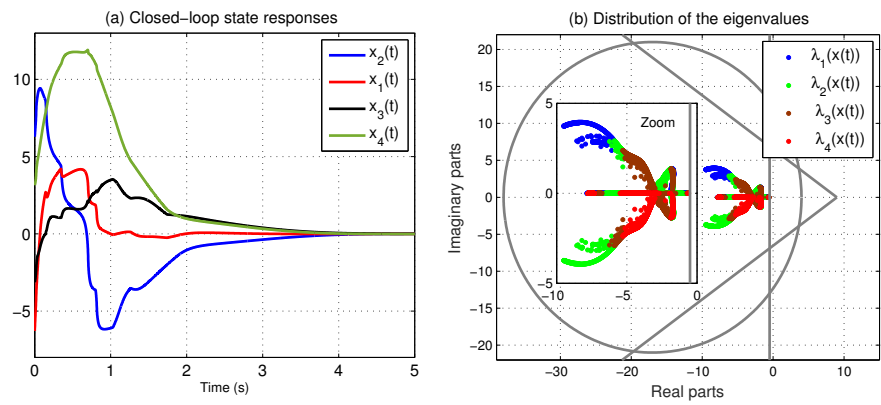 (a) Closed−loop state responses
x₂(t)
x₁(t)
x₃(t)
x₄(t)
10
5
0
−5
0
1
2
3
4
5
Time (s)
(b) Distribution of the eigenvalues
λ₁(x(t))
λ₂(x(t))
λ₃(x(t))
λ₄(x(t))
Imaginary parts
20
15
10
5
0
−5
−10
−15
−20
Zoom
5
0
−5
−10
−5
0
−30
−20
−10
0
10
Real parts